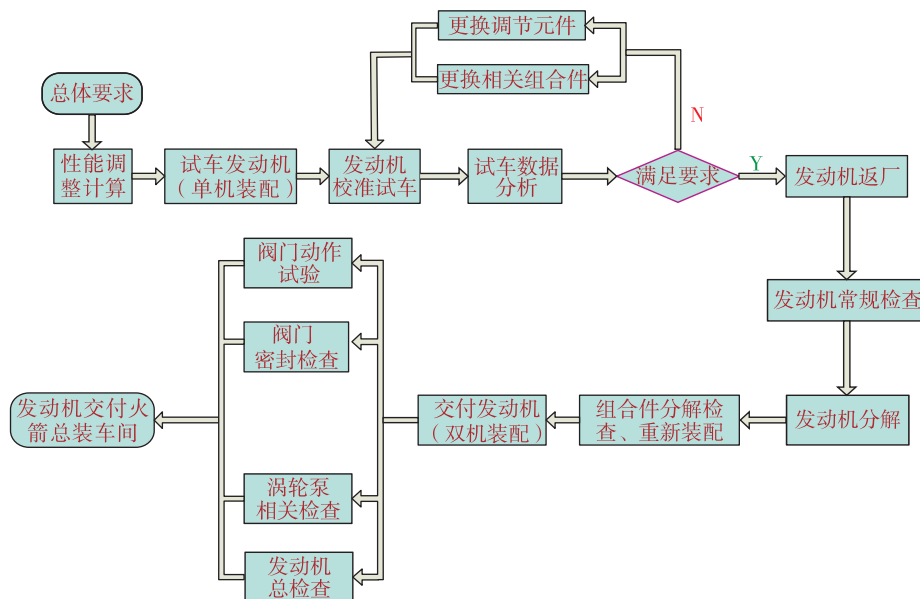 更换调节元件
更换相关组合件
总体要求
N
性能调
整计算
试车发动机
（单机装配）
发动机
校准试车
试车数据
分析
满足要求
Y
发动机返厂
阀门动作
试验
发动机常规检查
阀门
密封检查
发动机交付火
箭总装车间
交付发动机
（双机装配）
组合件分解检
查、重新装配
发动机分解
涡轮泵
相关检查
发动机
总检查